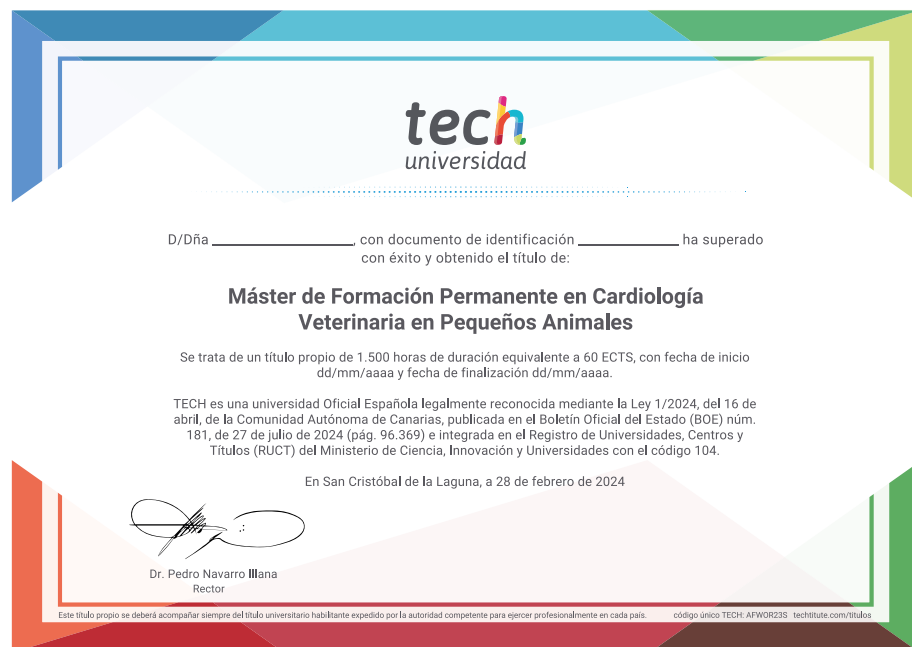 tech
universidad
D/Dña ____________, con documento de identificación ____________ ha superado
con éxito y obtenido el título de:
Máster de Formación Permanente en Cardiología
Veterinaria en Pequeños Animales
Se trata de un título propio de 1.500 horas de duración equivalente a 60 ECTS, con fecha de inicio
dd/mm/aaaa y fecha de finalización dd/mm/aaaa.
TECH es una universidad Oficial Española legalmente reconocida mediante la Ley 1/2024, del 16 de
abril, de la Comunidad Autónoma de Canarias, publicada en el Boletín Oficial del Estado (BOE) núm.
181, de 27 de julio de 2024 (pág. 96.369) e integrada en el Registro de Universidades, Centros y
Títulos (RUCT) del Ministerio de Ciencia, Innovación y Universidades con el código 104.
En San Cristóbal de la Laguna, a 28 de febrero de 2024
Dr. Pedro Navarro Illana
Rector
Este título propio se deberá acompañar siempre del título universitario habilitante expedido por la autoridad competente para ejercer profesionalmente en cada país. código único TECH: AFWOR23S techtitute.com/titulos